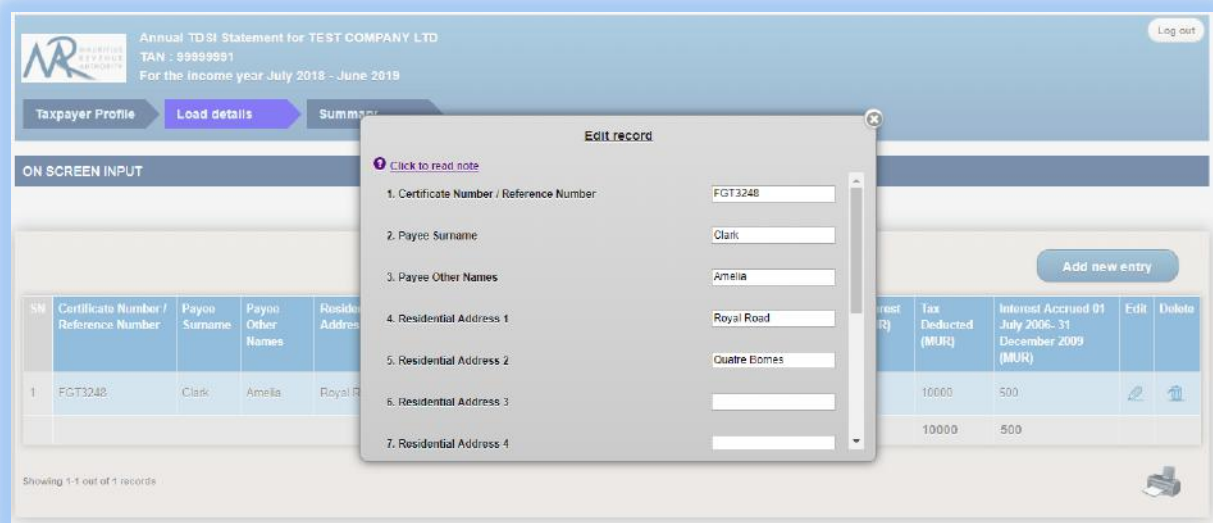 Annual TDSI Statement for TEST COMPANY LTD
Log out
MAURITIUS
REVENUE
AUTHORITY
TAN : 99999991
For the income year July 2018 - June 2019
Taxpayer Profile
Load details
Summary
Edit record
Click to read note
ON SCREEN INPUT
1. Certificate Number / Reference Number
FGT3248
2. Payee Surname
Clark
3. Payee Other Names
Amelia
4. Residential Address 1
Royal Road
5. Residential Address 2
Quatre Bornes
6. Residential Address 3
7. Residential Address 4
Add new entry
SN
Certificate Number /
Reference Number
Payee
Surname
Payee
Other
Names
Tax
Deducted
(MUR)
Interest Accrued 01
July 2006- 31
December 2009
(MUR)
Edit
Delete
1
FGT3248
Clark
Amelia
Royal R
10000
500
10000
500
Showing 1-1 out of 1 records